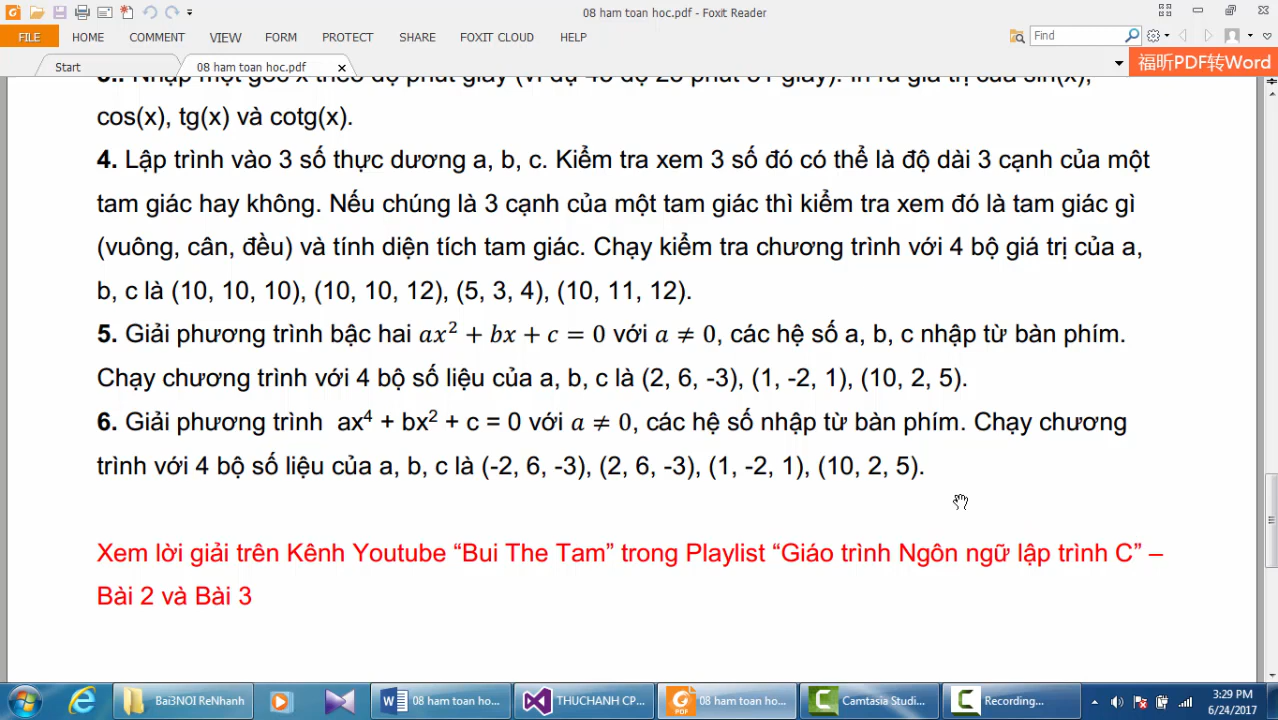 08 ham toan hoc.pdf - Foxit Reader
FILE HOME COMMENT VIEW FORM PROTECT SHARE FOXIT CLOUD HELP Find
Start 08 ham toan hoc.pdf
福昕PDF转Word
cos(x), tg(x) và cotg(x).
4. Lập trình vào 3 số thực dương a, b, c. Kiểm tra xem 3 số đó có thể là độ dài 3 cạnh của một
tam giác hay không. Nếu chúng là 3 cạnh của một tam giác thì kiểm tra xem đó là tam giác gì
(vuông, cân, đều) và tính diện tích tam giác. Chạy kiểm tra chương trình với 4 bộ giá trị của a,
b, c là (10, 10, 10), (10, 10, 12), (5, 3, 4), (10, 11, 12).
5. Giải phương trình bậc hai ax² + bx + c = 0 với a ≠ 0, các hệ số a, b, c nhập từ bàn phím.
Chạy chương trình với 4 bộ số liệu của a, b, c là (2, 6, -3), (1, -2, 1), (10, 2, 5).
6. Giải phương trình ax⁴ + bx² + c = 0 với a ≠ 0, các hệ số nhập từ bàn phím. Chạy chương
trình với 4 bộ số liệu của a, b, c là (-2, 6, -3), (2, 6, -3), (1, -2, 1), (10, 2, 5).
Xem lời giải trên Kênh Youtube “Bui The Tam” trong Playlist “Giáo trình Ngôn ngữ lập trình C” –
Bài 2 và Bài 3
Bai3NOI ReNhanh 08 ham toan ho... THUCHANH CP... 08 ham toan ho... Camtasia Studi... Recording... 3:29 PM
6/24/2017